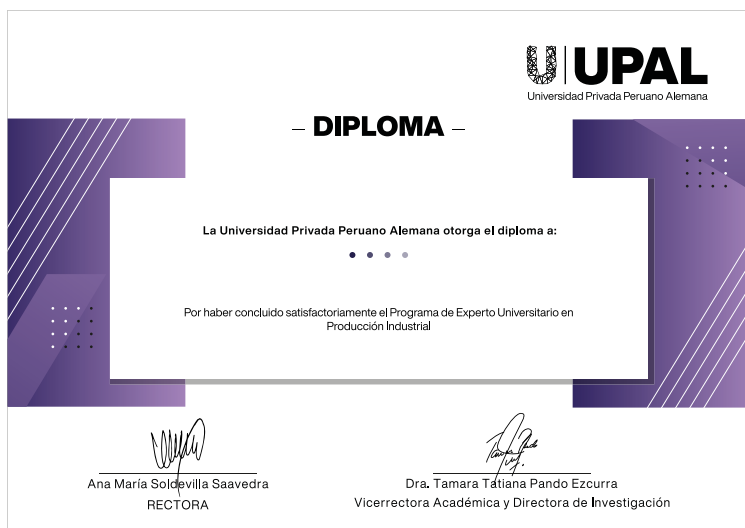 UPAL
Universidad Privada Peruano Alemana
– DIPLOMA –
La Universidad Privada Peruano Alemana otorga el diploma a:
Por haber concluido satisfactoriamente el Programa de Experto Universitario en
Producción Industrial
Ana María Soldevilla Saavedra
RECTORA
Dra. Tamara Tatiana Pando Ezcurra
Vicerrectora Académica y Directora de Investigación